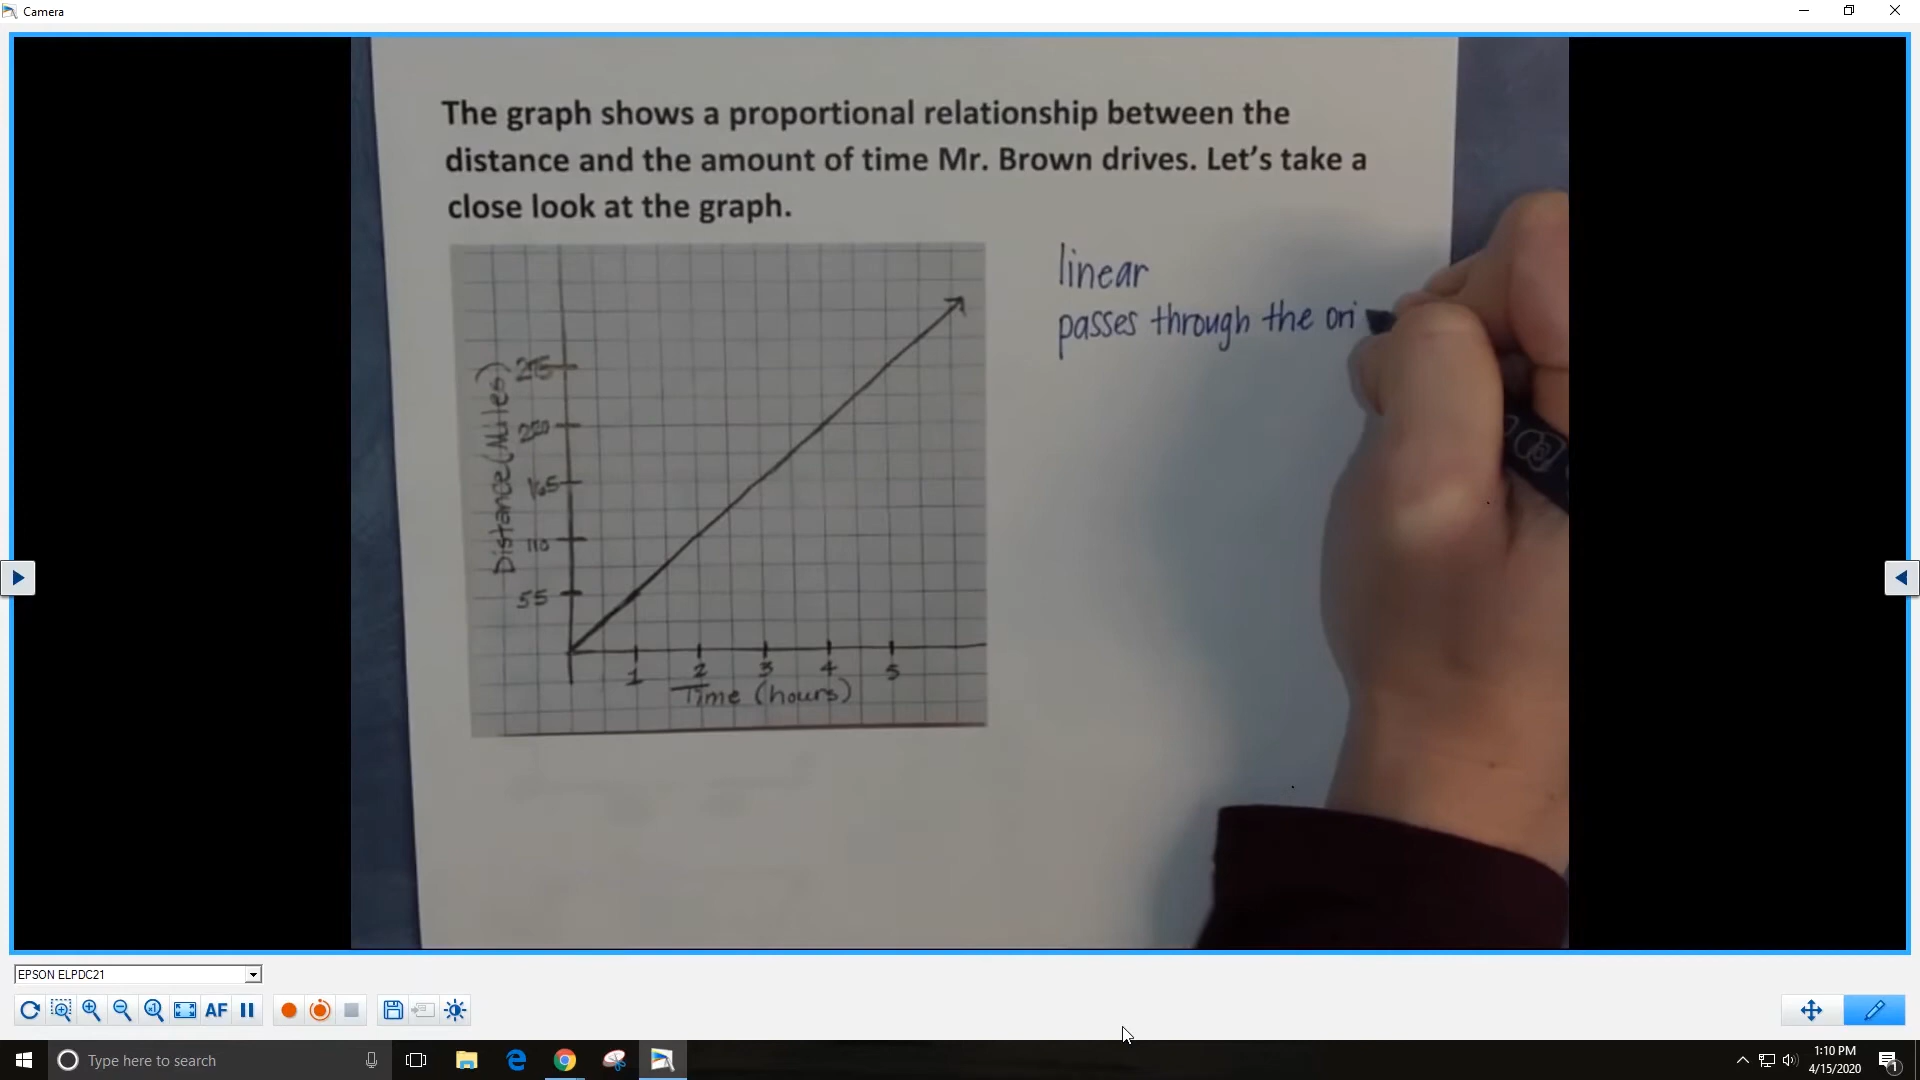 Camera
The graph shows a proportional relationship between the
distance and the amount of time Mr. Brown drives. Let's take a
close look at the graph.
linear
passes through the ori
Distance (Miles)
165
110
55
1 2 3 4 5
Time (hours)
EPSON ELPDC21
AF
Type here to search
1:10 PM
4/15/2020
1